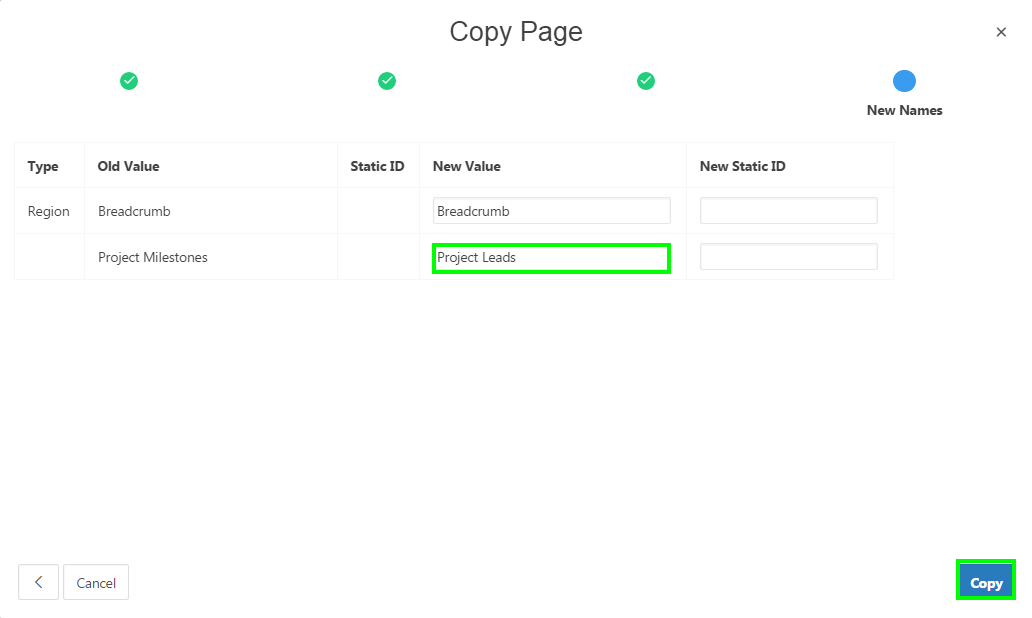 Copy Page
New Names
Type Old Value Static ID New Value New Static ID
Region Breadcrumb Breadcrumb
Project Milestones Project Leads
Cancel Copy